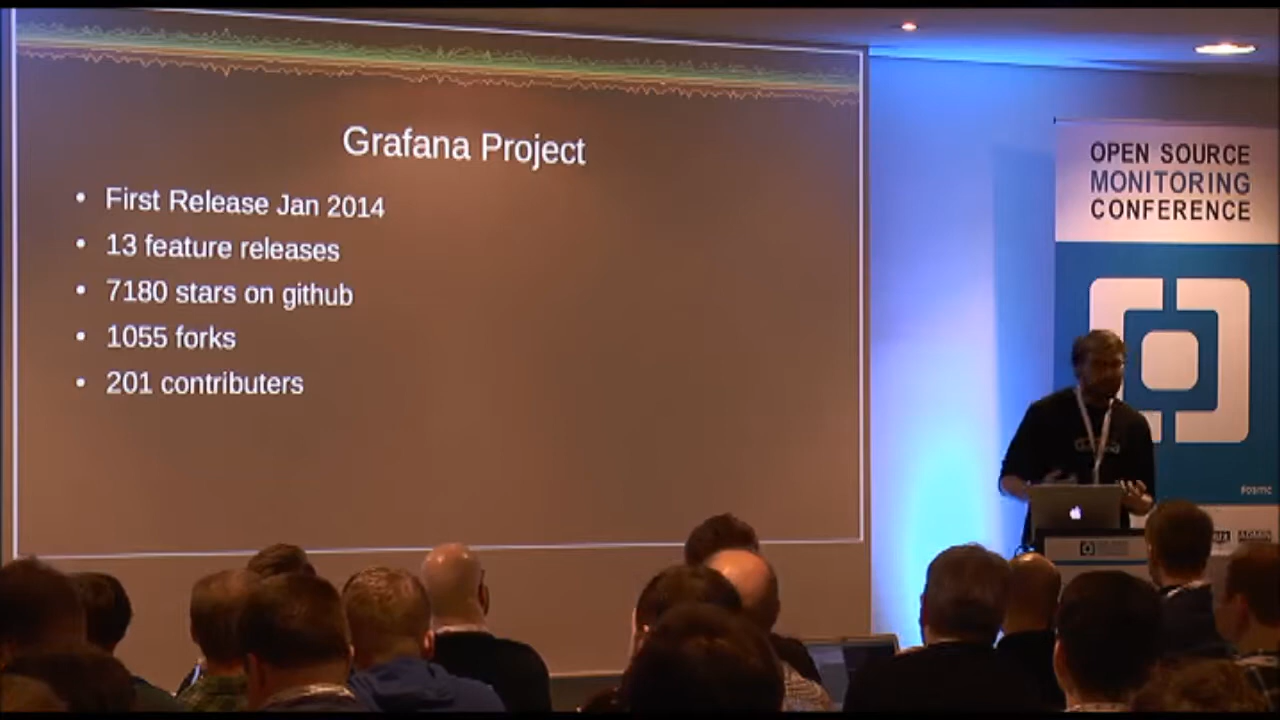 Grafana Project
• First Release Jan 2014
• 13 feature releases
• 7180 stars on github
• 1055 forks
• 201 contributers
OPEN SOURCE
MONITORING
CONFERENCE
#osmc